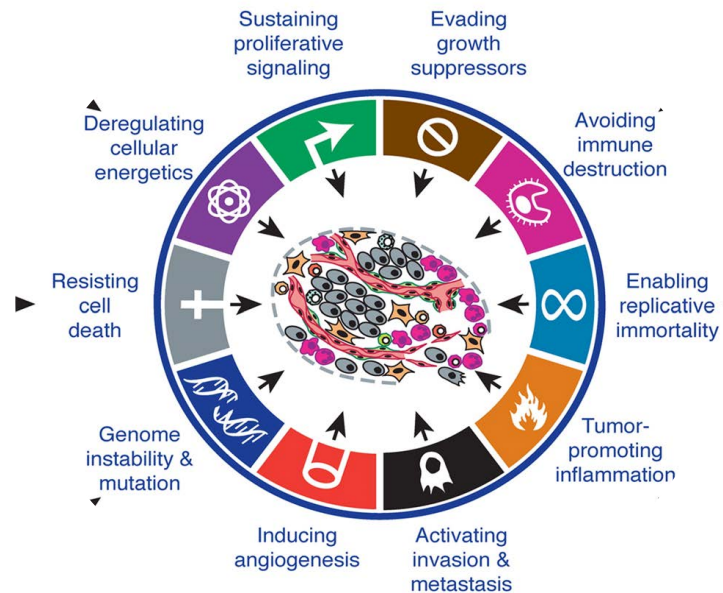 Sustaining
proliferative
signaling
Evading
growth
suppressors
Avoiding
immune
destruction
Enabling
replicative
immortality
Tumor-
promoting
inflammation
Activating
invasion &
metastasis
Inducing
angiogenesis
Genome
instability &
mutation
Resisting
cell
death
Deregulating
cellular
energetics